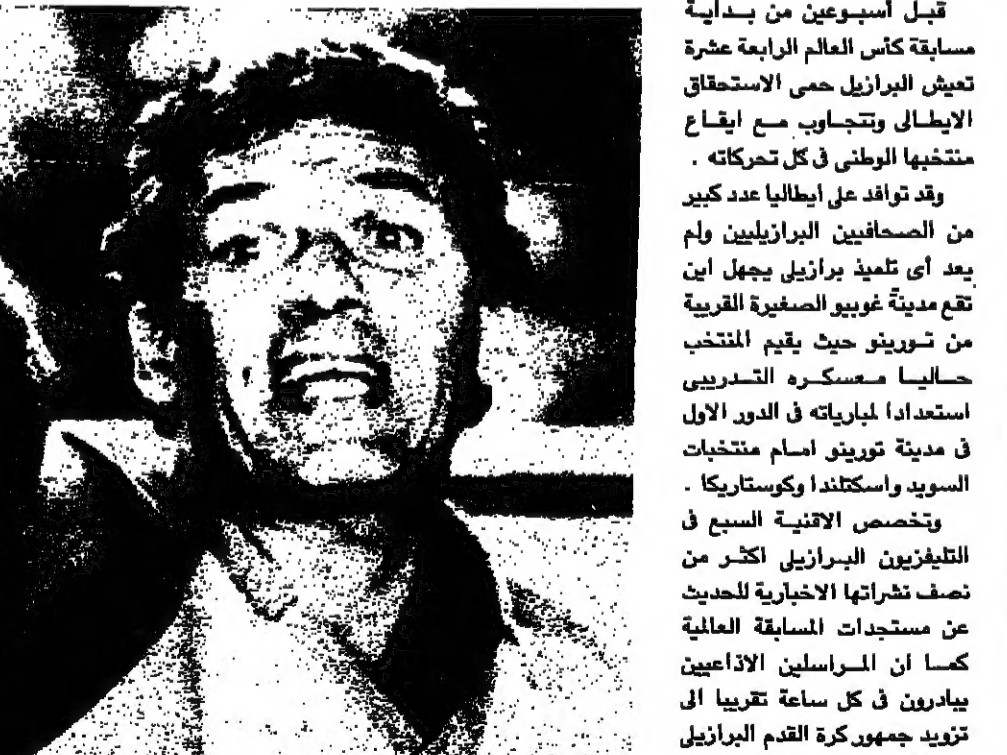 قبل أسبوعين من بداية
مسابقة كأس العالم الرابعة عشرة
تعيش البرازيل حمى الاستحقاق
الايطالى وتتجاوب مع ايقاع
منتخبها الوطنى فى كل تحركاته .
وقد توافد على ايطاليا عدد كبير
من الصحافيين البرازيليين ولم
يعد أى تلميذ برازيلى يجهل اين
تقع مدينة غوبيو الصغيرة القريبة
من تورينو حيث يقيم المنتخب
حاليا معسكره التدريبى
استعدادا لمبارياته فى الدور الاول
فى مدينة تورينو امام منتخبات
السويد واسكتلندا وكوستاريكا .
وتخصص الاقنية السبع فى
التليفزيون البرازيلى اكثر من
نصف نشراتها الاخبارية للحديث
عن مستجدات المسابقة العالمية
كما ان المراسلين الاذاعيين
يبادرون فى كل ساعة تقريبا الى
تزويد جمهور كرة القدم البرازيلى